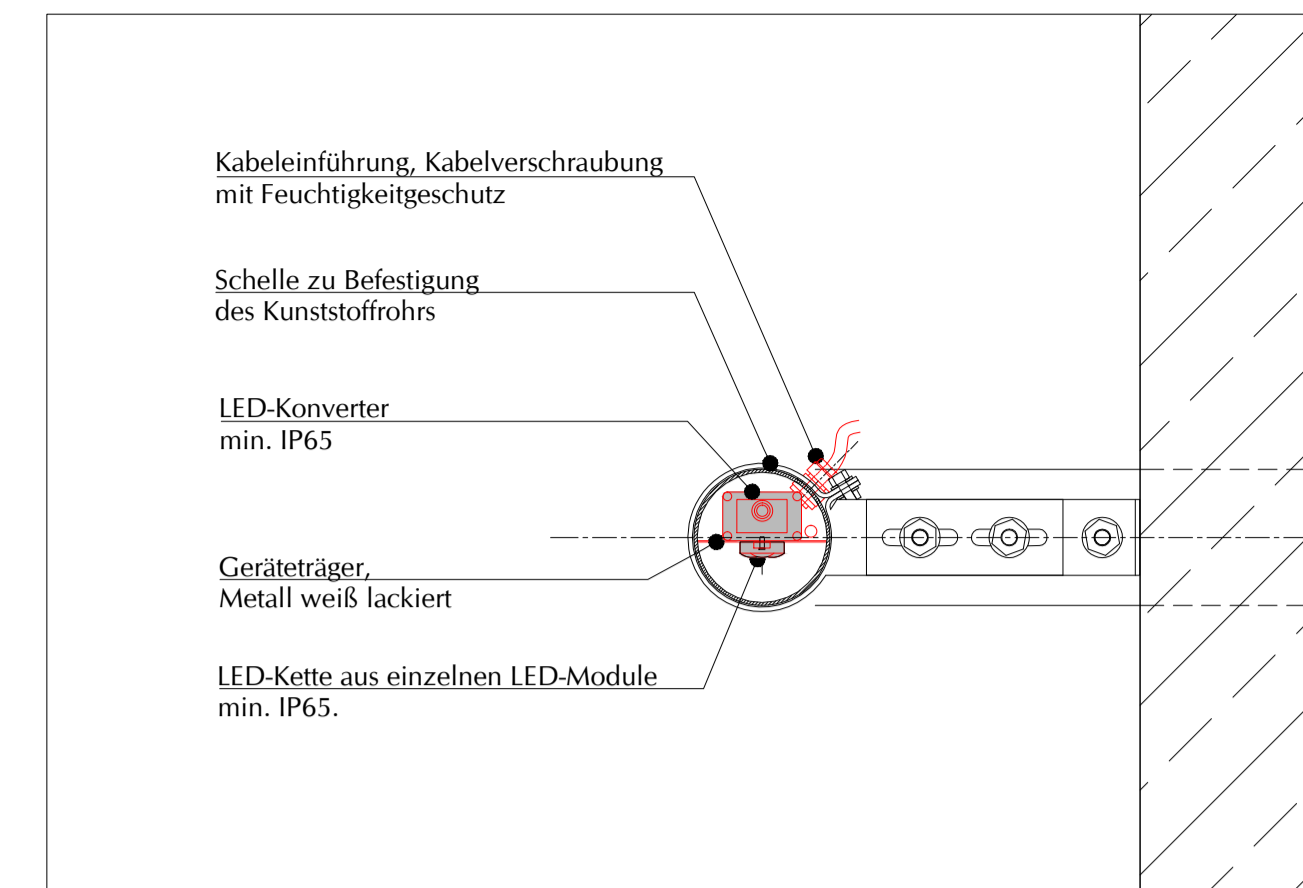 Kabeleinführung, Kabelverschraubung
mit Feuchtigkeitgeschutz
Schelle zu Befestigung
des Kunststoffrohrs
LED-Konverter
min. IP65
Geräteträger,
Metall weiß lackiert
LED-Kette aus einzelnen LED-Module
min. IP65.